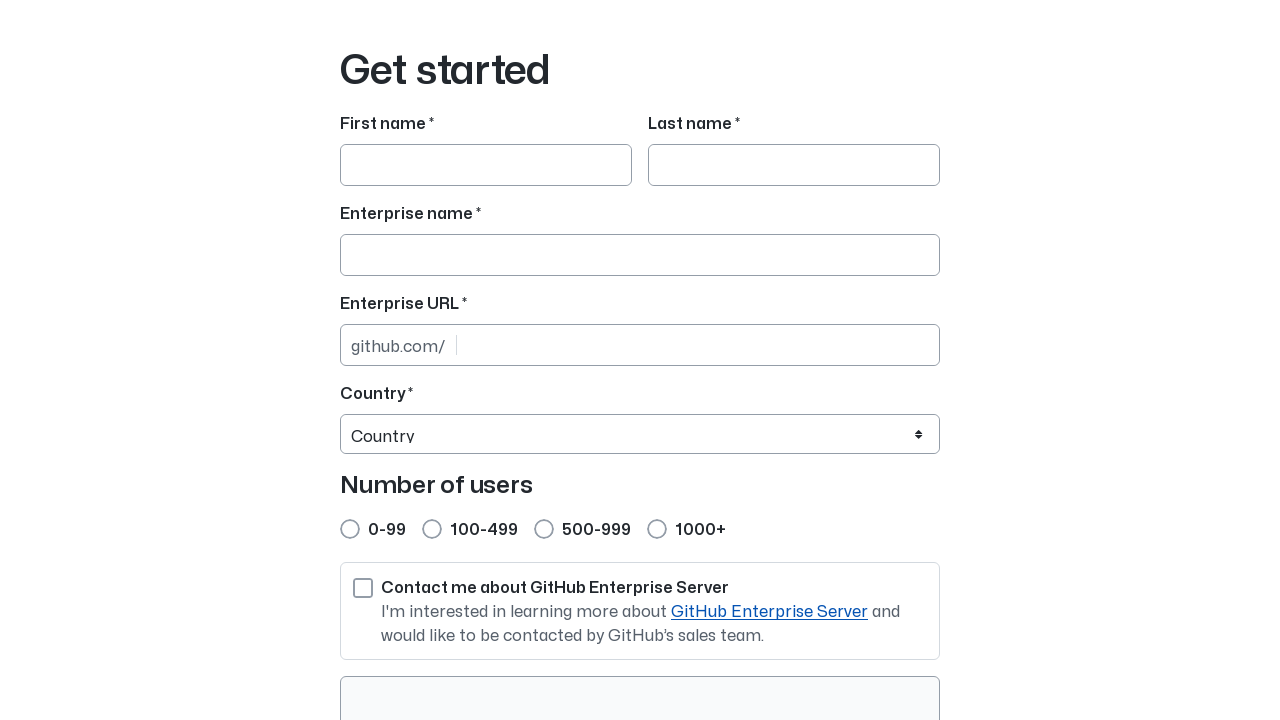 Get started
First name *
Last name *
Enterprise name *
Enterprise URL *
github.com/
Country *
Country
Number of users
0-99
100-499
500-999
1000+
Contact me about GitHub Enterprise Server
I'm interested in learning more about GitHub Enterprise Server and
would like to be contacted by GitHub’s sales team.